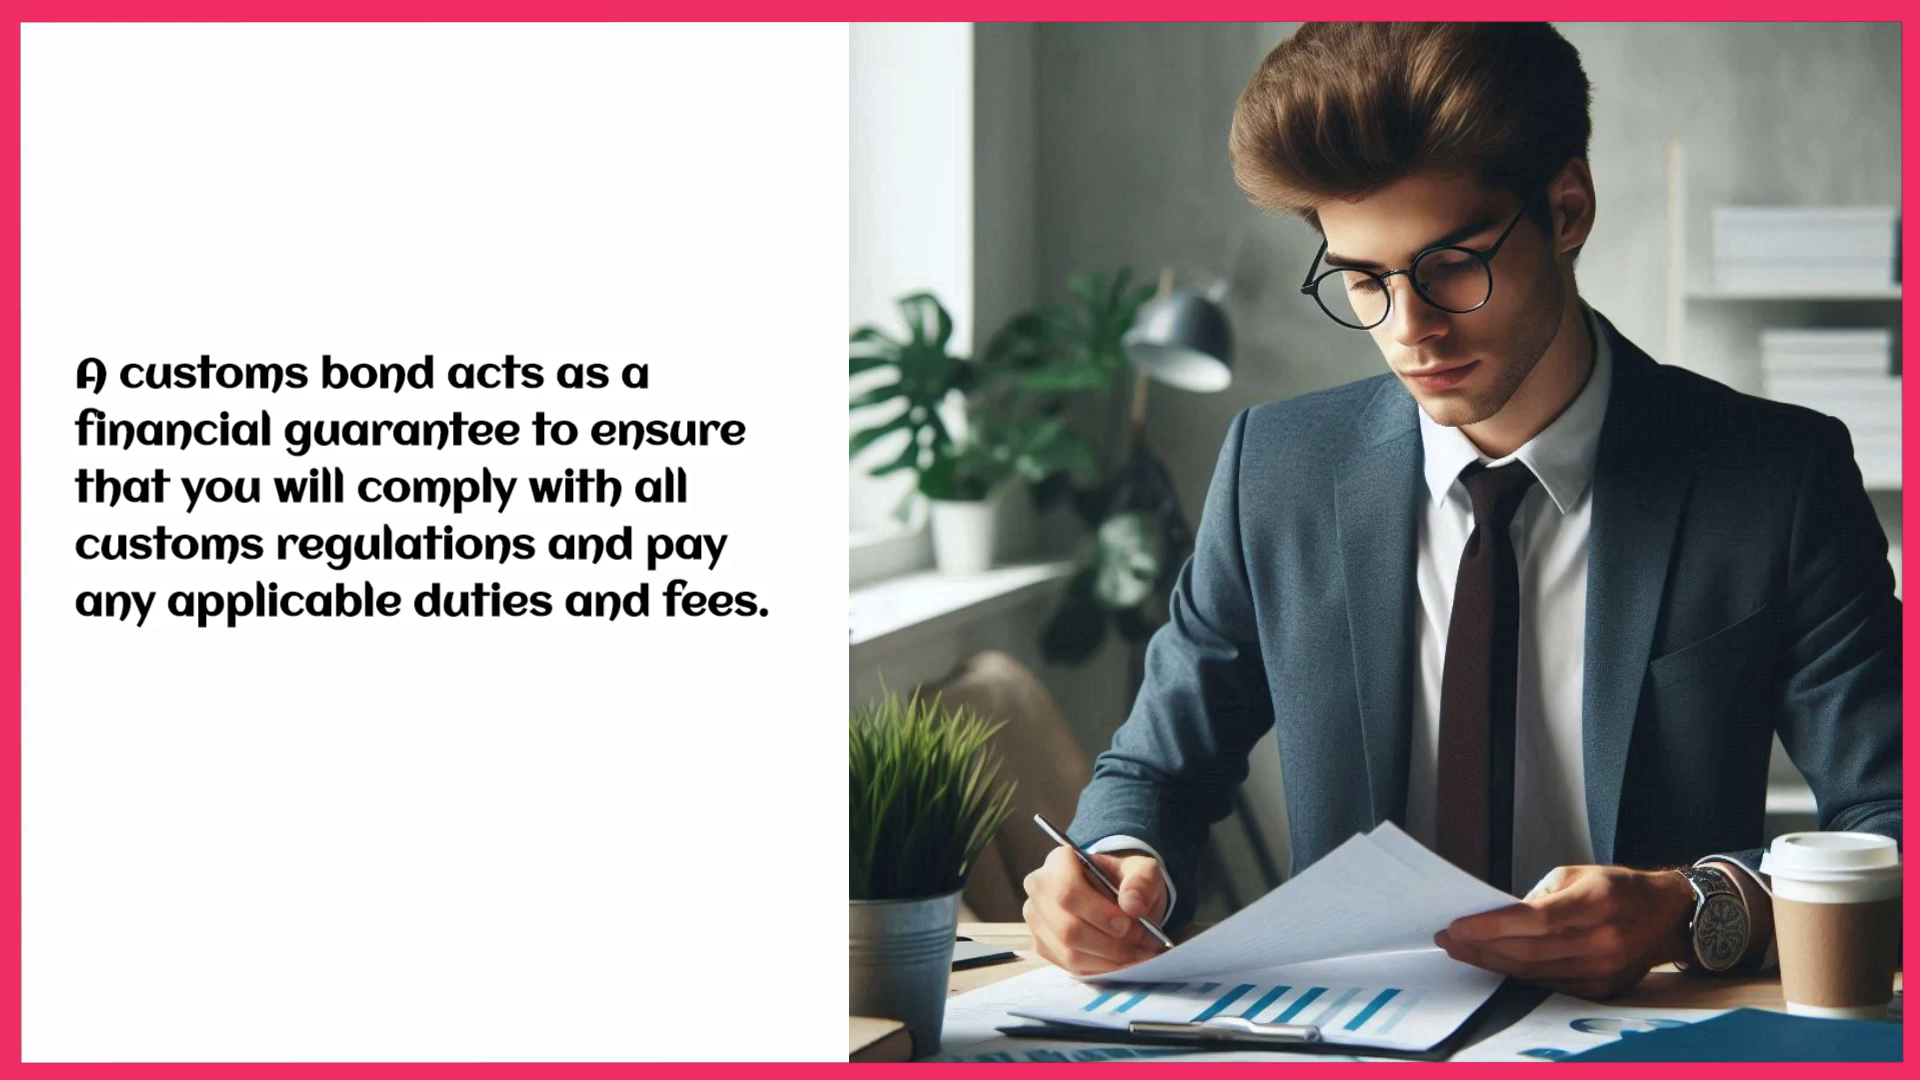 A customs bond acts as a
financial guarantee to ensure
that you will comply with all
customs regulations and pay
any applicable duties and fees.